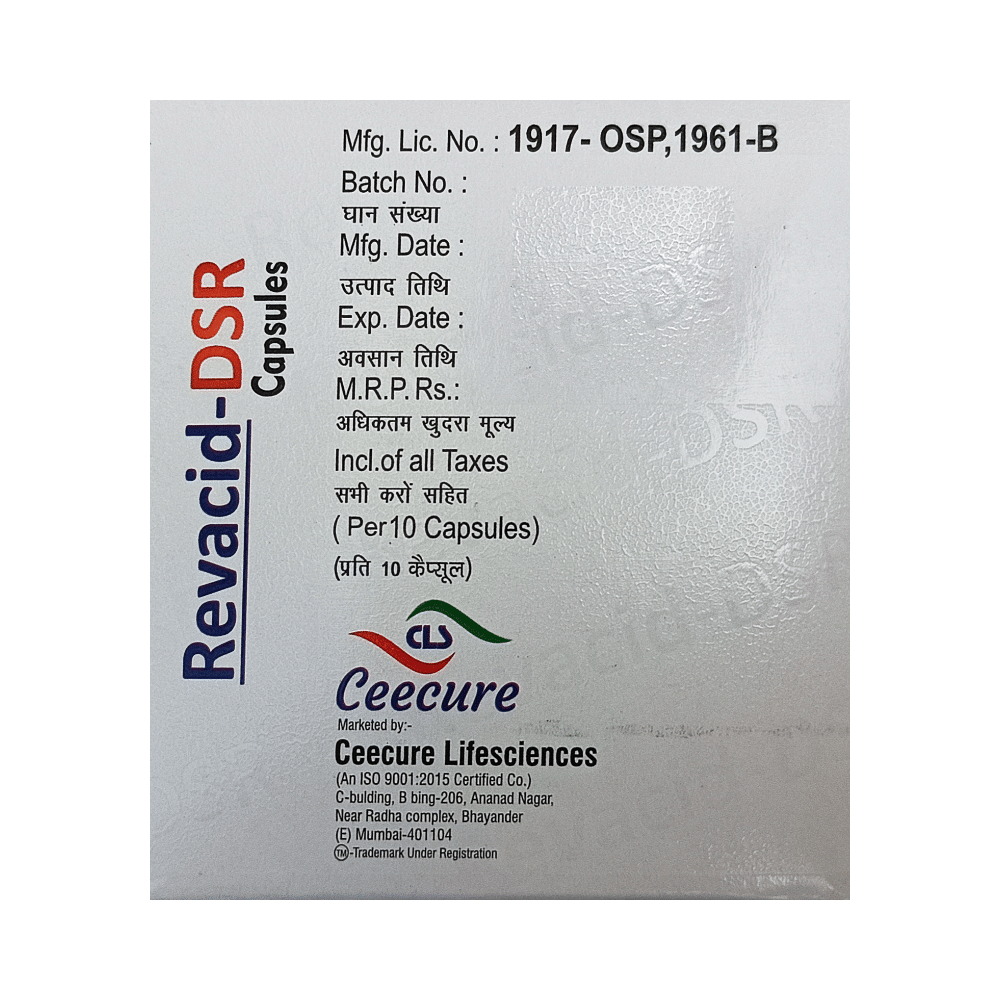 Revacid-DSR
Capsules
Mfg. Lic. No. : 1917- OSP,1961-B
Batch No. :
घान संख्या
Mfg. Date :
उत्पाद तिथि
Exp. Date :
अवसान तिथि
M.R.P. Rs.:
अधिकतम खुदरा मूल्य
Incl.of all Taxes
सभी करों सहित
( Per10 Capsules)
(प्रति 10 कैप्सूल)
Ceecure
Marketed by:-
Ceecure Lifesciences
(An ISO 9001:2015 Certified Co.)
C-bulding, B bing-206, Ananad Nagar,
Near Radha complex, Bhayander
(E) Mumbai-401104
TM-Trademark Under Registration